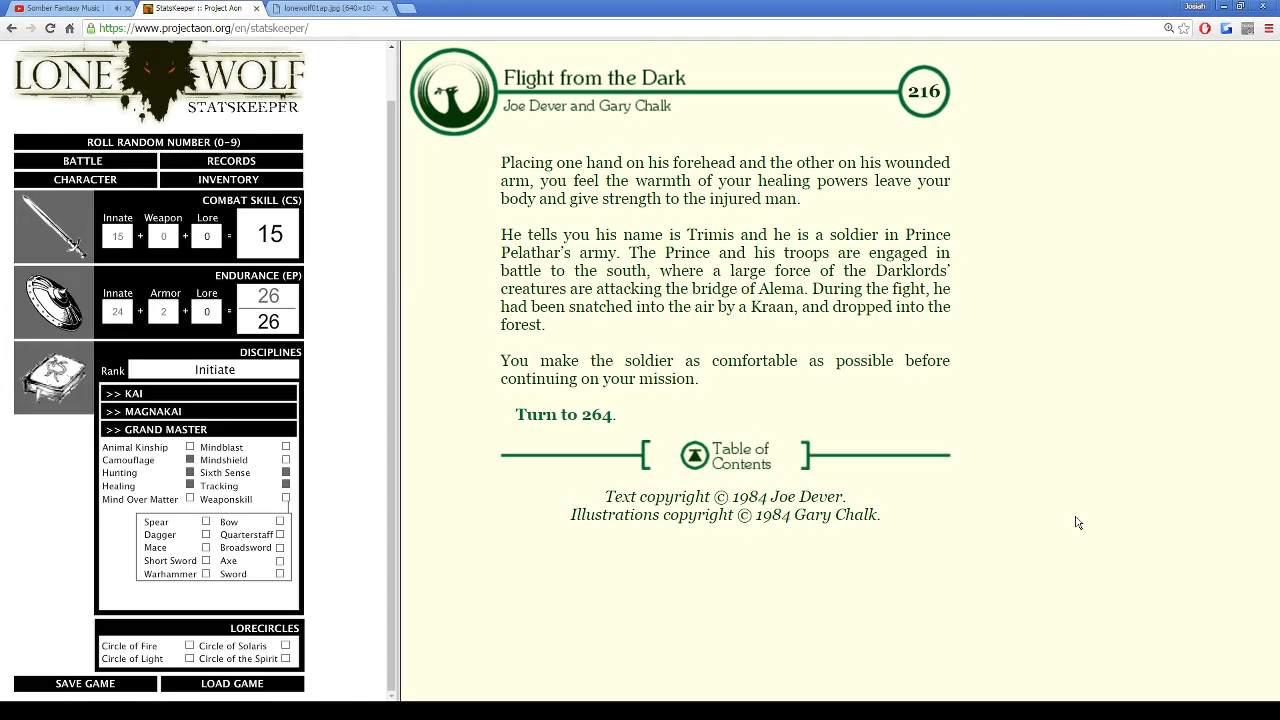 Somber Fantasy Music
StatsKeeper :: Project Aon
lonewolf01ap.jpg (640×104
Josiah
https://www.projectaon.org/en/statskeeper/
LONE WOLF
STATSKEEPER
ROLL RANDOM NUMBER (0-9)
BATTLE RECORDS
CHARACTER INVENTORY
COMBAT SKILL (CS)
Innate Weapon Lore
15 + 0 + 0 = 15
ENDURANCE (EP)
Innate Armor Lore 26
24 + 2 + 0 = 26
DISCIPLINES
Rank Initiate
>> KAI
>> MAGNAKAI
>> GRAND MASTER
Animal Kinship Mindblast
Camouflage Mindshield
Hunting Sixth Sense
Healing Tracking
Mind Over Matter Weaponskill
Spear Bow
Dagger Quarterstaff
Mace Broadsword
Short Sword Axe
Warhammer Sword
LORECIRCLES
Circle of Fire Circle of Solaris
Circle of Light Circle of the Spirit
SAVE GAME LOAD GAME
Flight from the Dark
Joe Dever and Gary Chalk
216
Placing one hand on his forehead and the other on his wounded
arm, you feel the warmth of your healing powers leave your
body and give strength to the injured man.
He tells you his name is Trimis and he is a soldier in Prince
Pelathar’s army. The Prince and his troops are engaged in
battle to the south, where a large force of the Darklords’
creatures are attacking the bridge of Alema. During the fight, he
had been snatched into the air by a Kraan, and dropped into the
forest.
You make the soldier as comfortable as possible before
continuing on your mission.
Turn to 264.
Table of
Contents
Text copyright © 1984 Joe Dever.
Illustrations copyright © 1984 Gary Chalk.